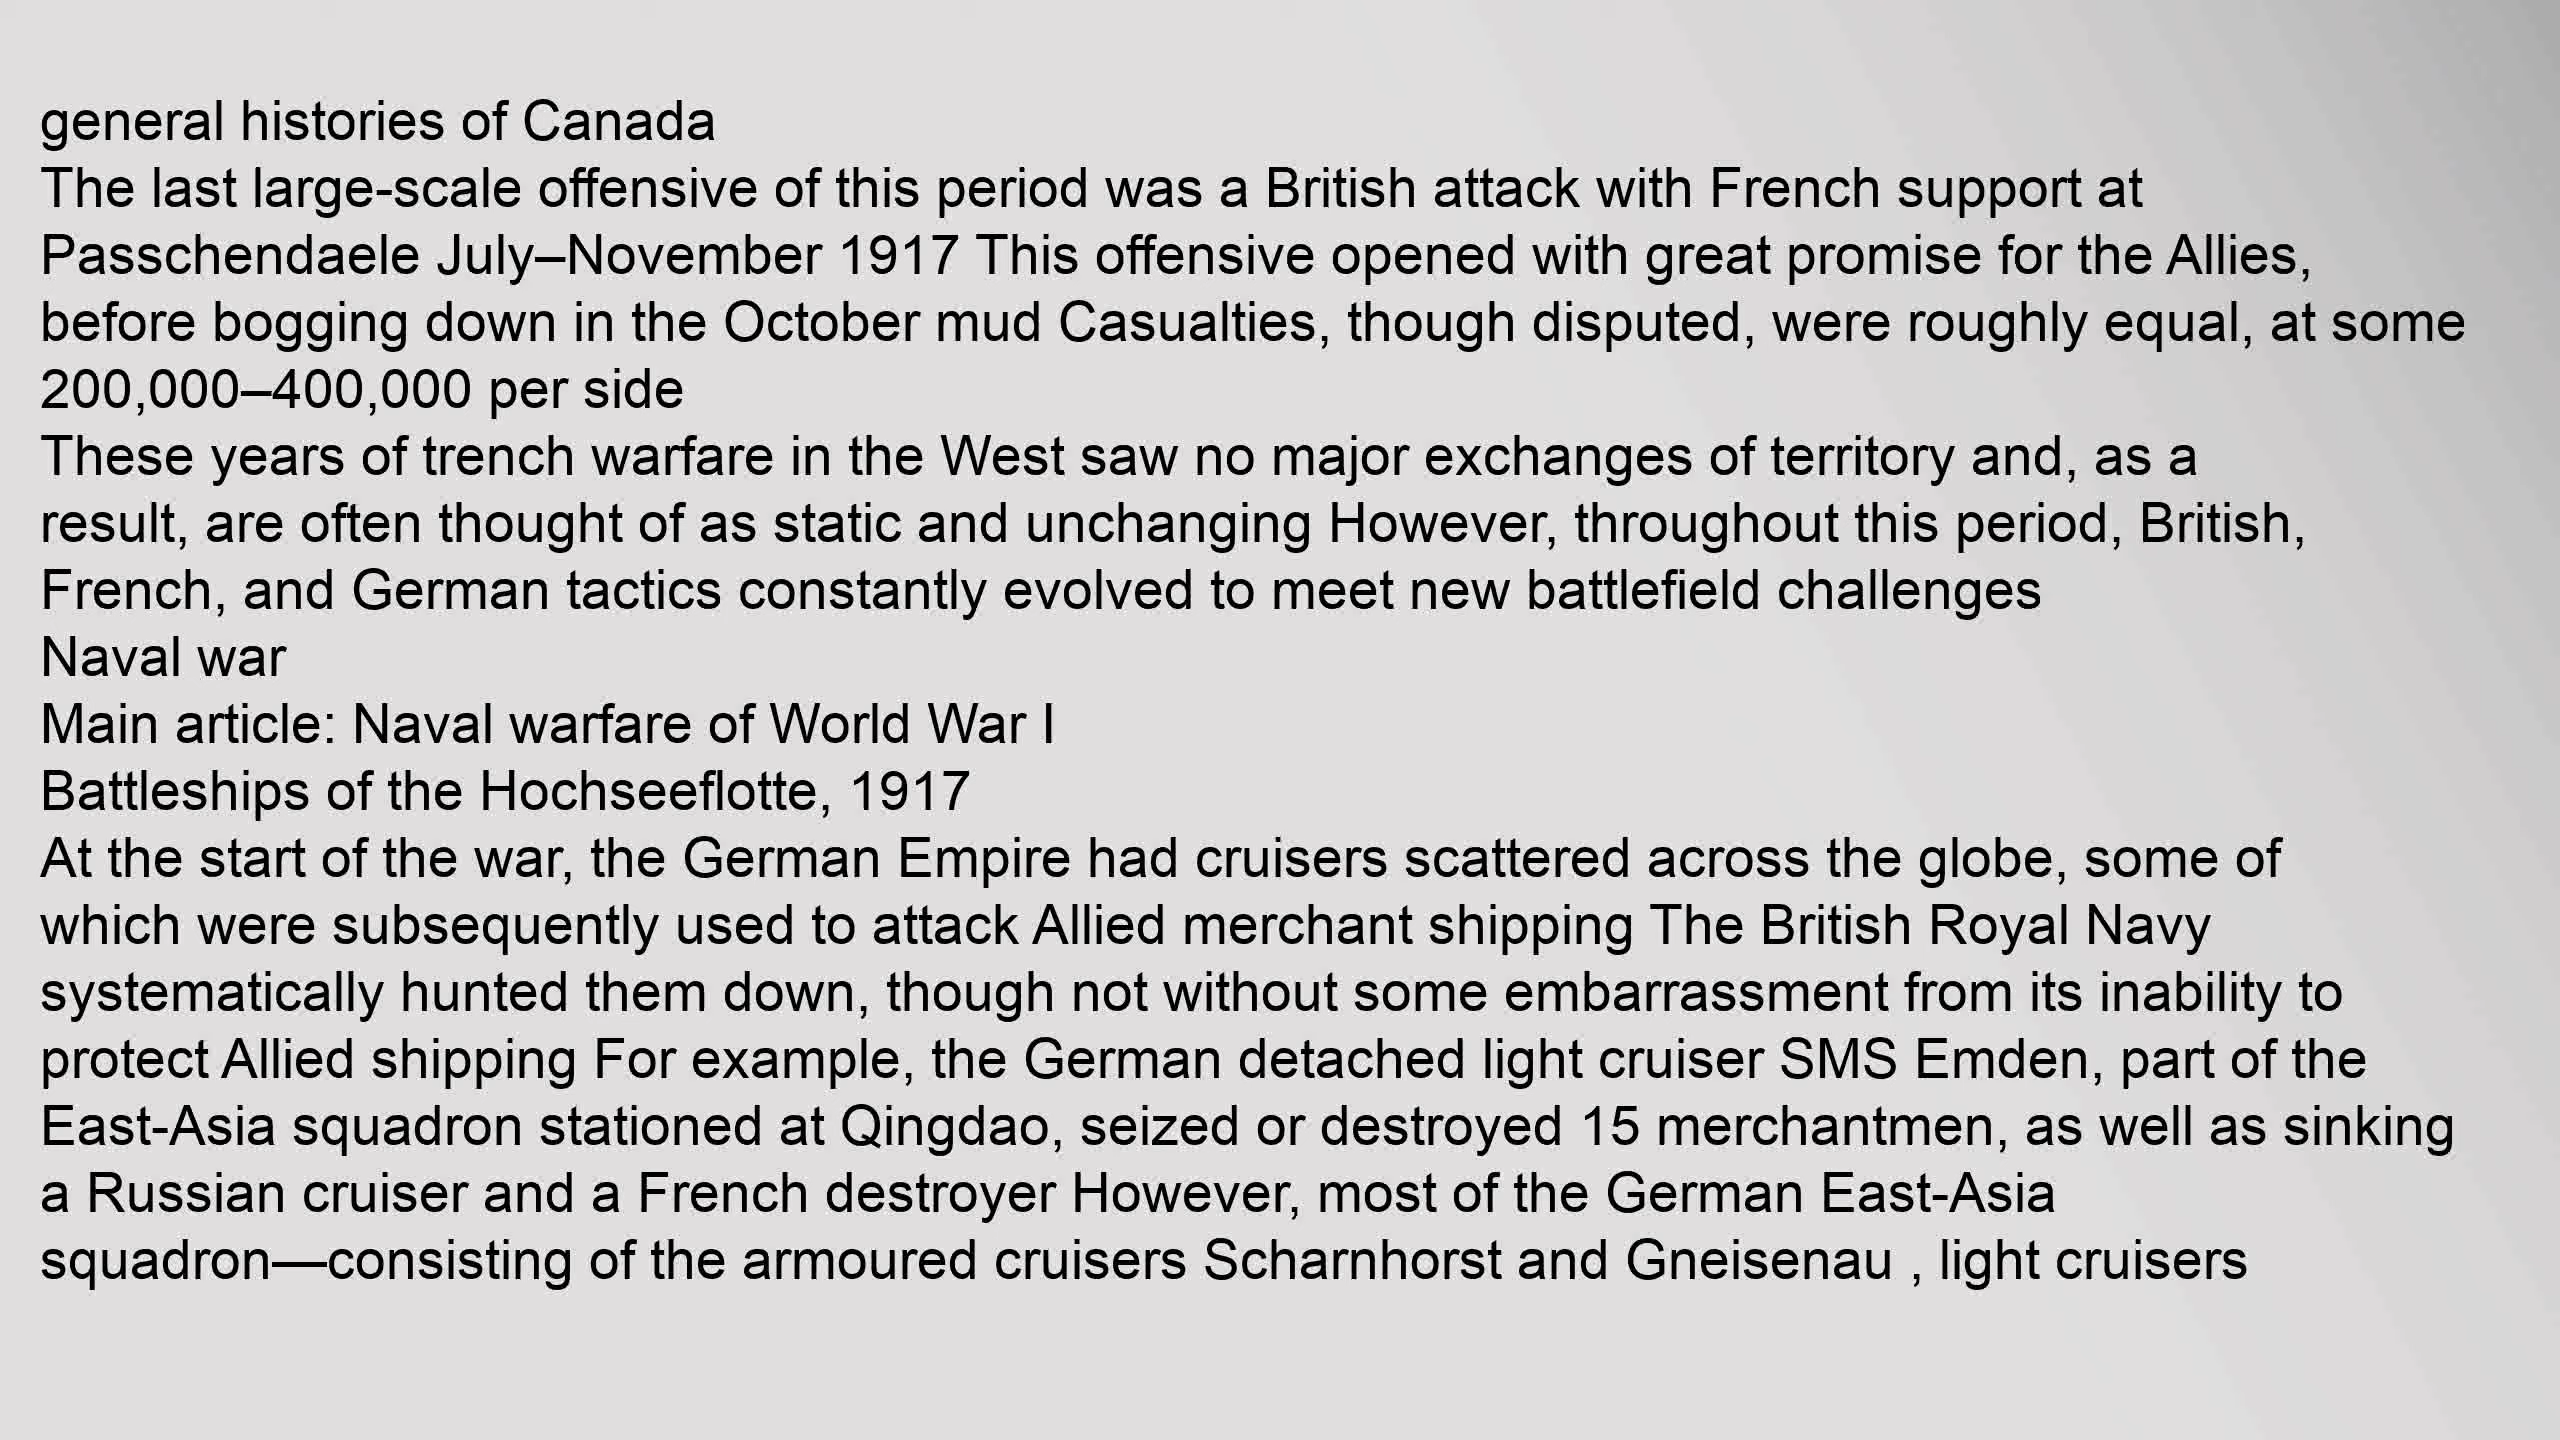 general histories of Canada
The last large-scale offensive of this period was a British attack with French support at
Passchendaele July–November 1917 This offensive opened with great promise for the Allies,
before bogging down in the October mud Casualties, though disputed, were roughly equal, at some
200,000–400,000 per side
These years of trench warfare in the West saw no major exchanges of territory and, as a
result, are often thought of as static and unchanging However, throughout this period, British,
French, and German tactics constantly evolved to meet new battlefield challenges
Naval war
Main article: Naval warfare of World War I
Battleships of the Hochseeflotte, 1917
At the start of the war, the German Empire had cruisers scattered across the globe, some of
which were subsequently used to attack Allied merchant shipping The British Royal Navy
systematically hunted them down, though not without some embarrassment from its inability to
protect Allied shipping For example, the German detached light cruiser SMS Emden, part of the
East-Asia squadron stationed at Qingdao, seized or destroyed 15 merchantmen, as well as sinking
a Russian cruiser and a French destroyer However, most of the German East-Asia
squadron—consisting of the armoured cruisers Scharnhorst and Gneisenau , light cruisers